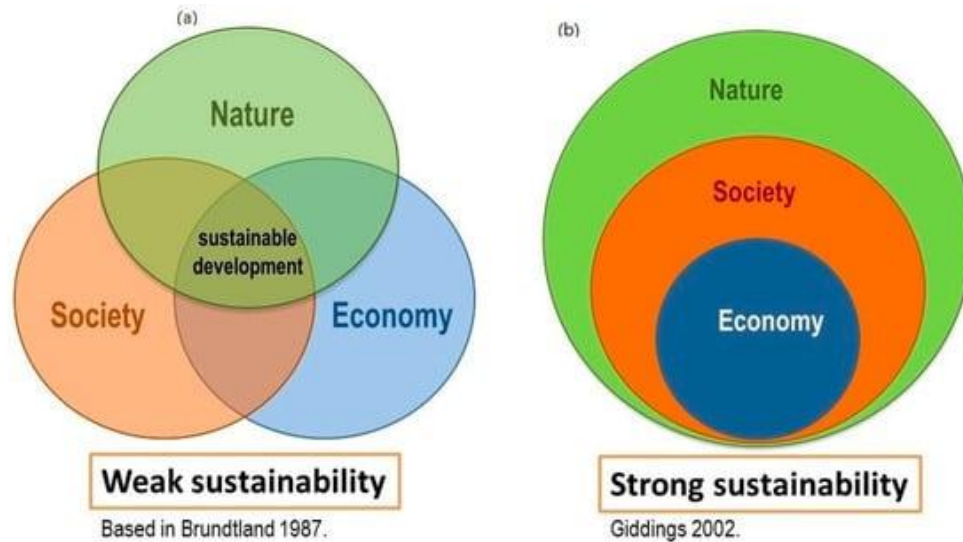 (a)
Nature
sustainable
development
Society
Economy
Weak sustainability
Based in Brundtland 1987.
(b)
Nature
Society
Economy
Strong sustainability
Giddings 2002.